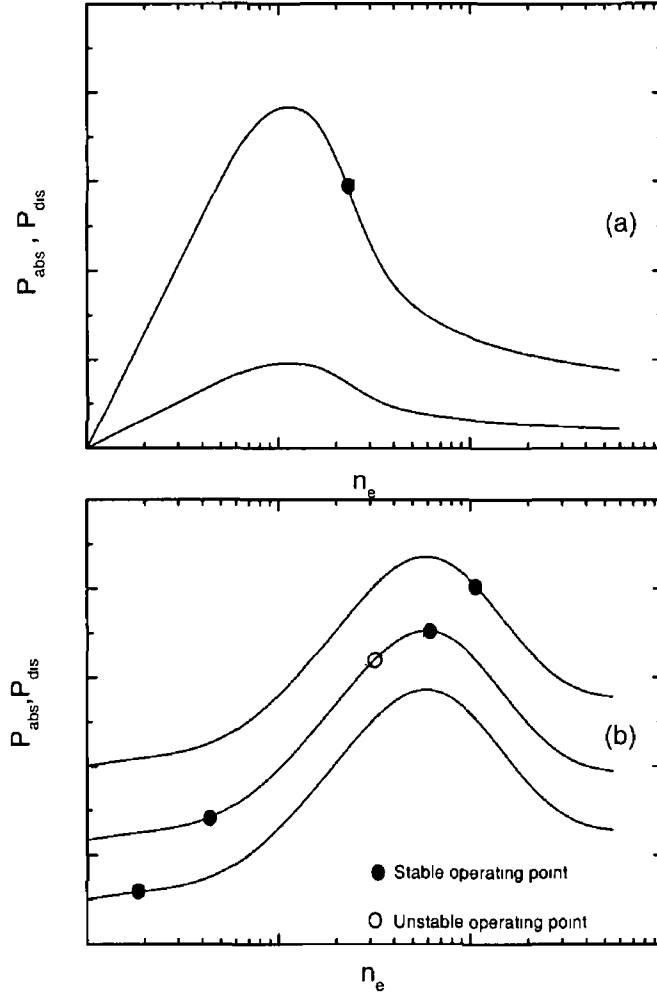 P_abs , P_dis
(a)
n_e
P_abs,P_dis
(b)
Stable operating point
Unstable operating point
n_e